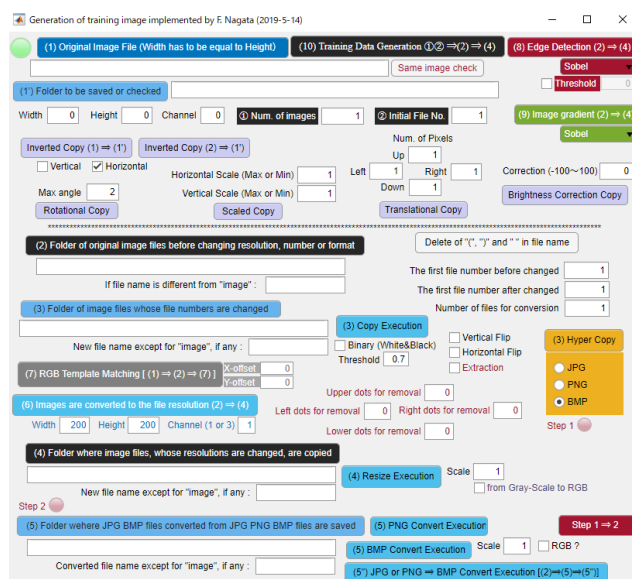 Generation of training image implemented by F. Nagata (2019-5-14)
(1) Original Image File (Width has to be equal to Height)
(10) Training Data Generation ①② ⇒(2) ⇒ (4)
(8) Edge Detection (2) ⇒ (4)
Same image check
Sobel
Threshold 0
(1') Folder to be saved or checked
Width 0 Height 0 Channel 0 ① Num. of images 1 ② Initial File No. 1
(9) Image gradient (2) ⇒ (4
Sobel
Inverted Copy (1) ⇒ (1') Inverted Copy (2) ⇒ (1')
Num. of Pixels
Up 1
Vertical Horizontal
Horizontal Scale (Max or Min) 1
Left 1 Right 1
Correction (-100～100) 0
Max angle 2
Vertical Scale (Max or Min) 1
Down 1
Brightness Correction Copy
Rotational Copy Scaled Copy Translational Copy
(2) Folder of original image files before changing resolution, number or format
Delete of "(", ")" and " " in file name
The first file number before changed 1
If file name is different from "image" :
The first file number after changed 1
(3) Folder of image files whose file numbers are changed
Number of files for conversion 1
(3) Copy Execution
New file name except for "image", if any :
Binary (White&Black)
Threshold 0.7
Vertical Flip
Horizontal Flip
Extraction
(3) Hyper Copy
JPG
PNG
BMP
Step 1
(7) RGB Template Matching [ (1) ⇒ (2) ⇒ (7) ]
X-offset 0
Y-offset 0
Upper dots for removal 0
(6) Images are converted to the file resolution (2) ⇒ (4)
Left dots for removal 0 Right dots for removal 0
Width 200 Height 200 Channel (1 or 3) 1
Lower dots for removal 0
(4) Folder where image files, whose resolutions are changed, are copied
(4) Resize Execution Scale 1
New file name except for "image", if any :
from Gray-Scale to RGB
Step 2
(5) Folder wehere JPG BMP files converted from JPG PNG BMP files are saved
(5) PNG Convert Execution
Step 1 ⇒ 2
(5) BMP Convert Execution Scale 1 RGB ?
Converted file name except for "image", if any :
(5'') JPG or PNG ⇒ BMP Convert Execution [(2)⇒(5)⇒(5'')]